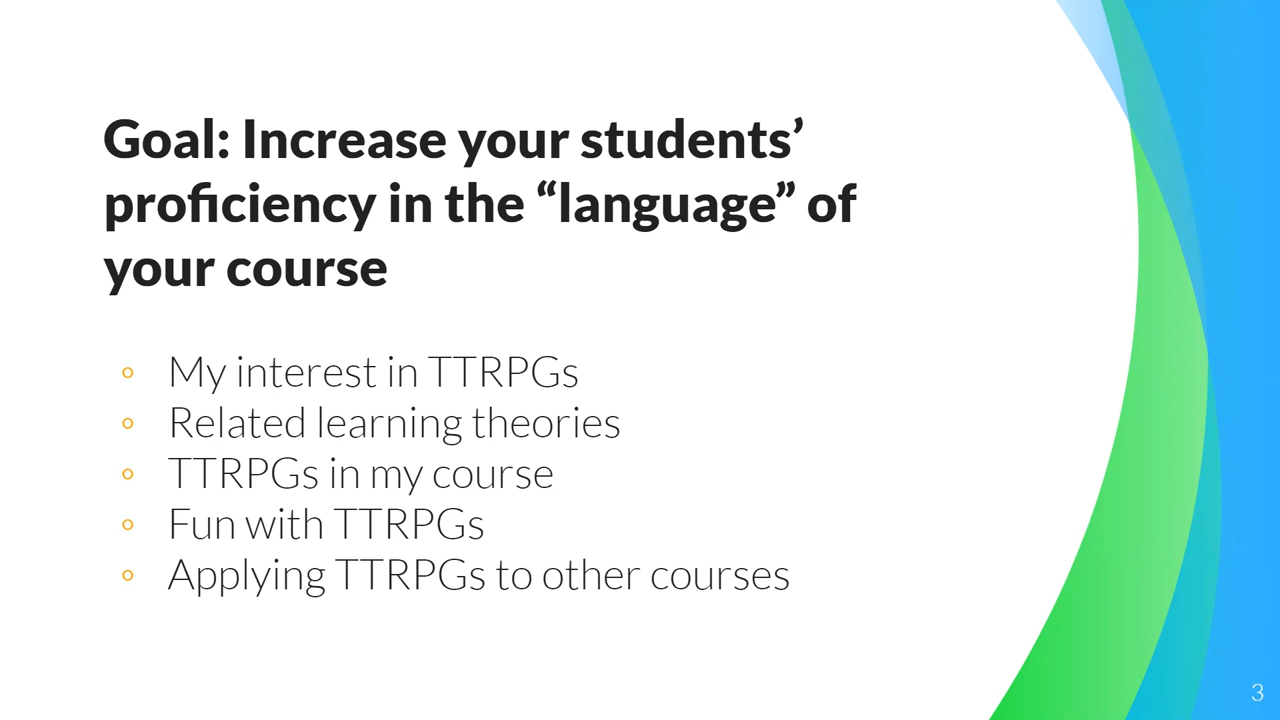 Goal: Increase your students’
proficiency in the “language” of
your course
◦ My interest in TTRPGs
◦ Related learning theories
◦ TTRPGs in my course
◦ Fun with TTRPGs
◦ Applying TTRPGs to other courses
3